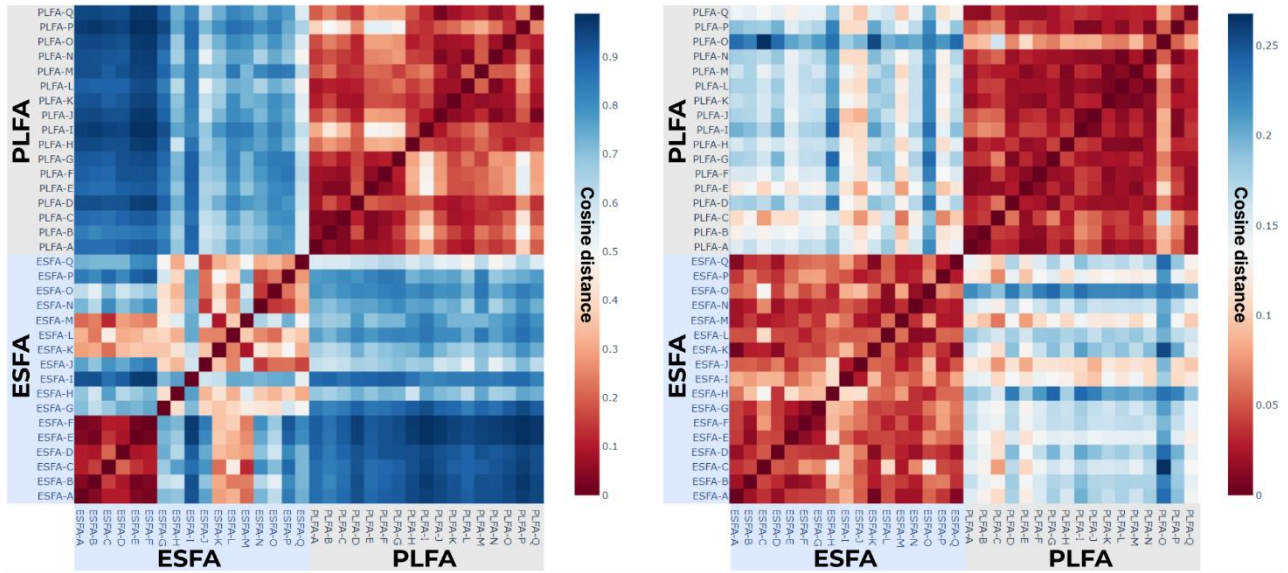 PLFA-Q
PLFA-P
PLFA-O
PLFA-N
PLFA-M
PLFA-L
PLFA-K
PLFA-J
PLFA-I
PLFA-H
PLFA-G
PLFA-F
PLFA-E
PLFA-D
PLFA-C
PLFA-B
PLFA-A
ESFA-Q
ESFA-P
ESFA-O
ESFA-N
ESFA-M
ESFA-L
ESFA-K
ESFA-J
ESFA-I
ESFA-H
ESFA-G
ESFA-F
ESFA-E
ESFA-D
ESFA-C
ESFA-B
ESFA-A
PLFA
ESFA
ESFA-A
ESFA-B
ESFA-C
ESFA-D
ESFA-E
ESFA-F
ESFA-G
ESFA-H
ESFA-I
ESFA-J
ESFA-K
ESFA-L
ESFA-M
ESFA-N
ESFA-O
ESFA-P
ESFA-Q
PLFA-A
PLFA-B
PLFA-C
PLFA-D
PLFA-E
PLFA-F
PLFA-G
PLFA-H
PLFA-I
PLFA-J
PLFA-K
PLFA-L
PLFA-M
PLFA-N
PLFA-O
PLFA-P
PLFA-Q
ESFA
PLFA
0.9
0.8
0.7
0.6
0.5
0.4
0.3
0.2
0.1
0
Cosine distance
PLFA-Q
PLFA-P
PLFA-O
PLFA-N
PLFA-M
PLFA-L
PLFA-K
PLFA-J
PLFA-I
PLFA-H
PLFA-G
PLFA-F
PLFA-E
PLFA-D
PLFA-C
PLFA-B
PLFA-A
ESFA-Q
ESFA-P
ESFA-O
ESFA-N
ESFA-M
ESFA-L
ESFA-K
ESFA-J
ESFA-I
ESFA-H
ESFA-G
ESFA-F
ESFA-E
ESFA-D
ESFA-C
ESFA-B
ESFA-A
PLFA
ESFA
ESFA-A
ESFA-B
ESFA-C
ESFA-D
ESFA-E
ESFA-F
ESFA-G
ESFA-H
ESFA-I
ESFA-J
ESFA-K
ESFA-L
ESFA-M
ESFA-N
ESFA-O
ESFA-P
ESFA-Q
PLFA-A
PLFA-B
PLFA-C
PLFA-D
PLFA-E
PLFA-F
PLFA-G
PLFA-H
PLFA-I
PLFA-J
PLFA-K
PLFA-L
PLFA-M
PLFA-N
PLFA-O
PLFA-P
PLFA-Q
ESFA
PLFA
0.25
0.2
0.15
0.1
0.05
0
Cosine distance